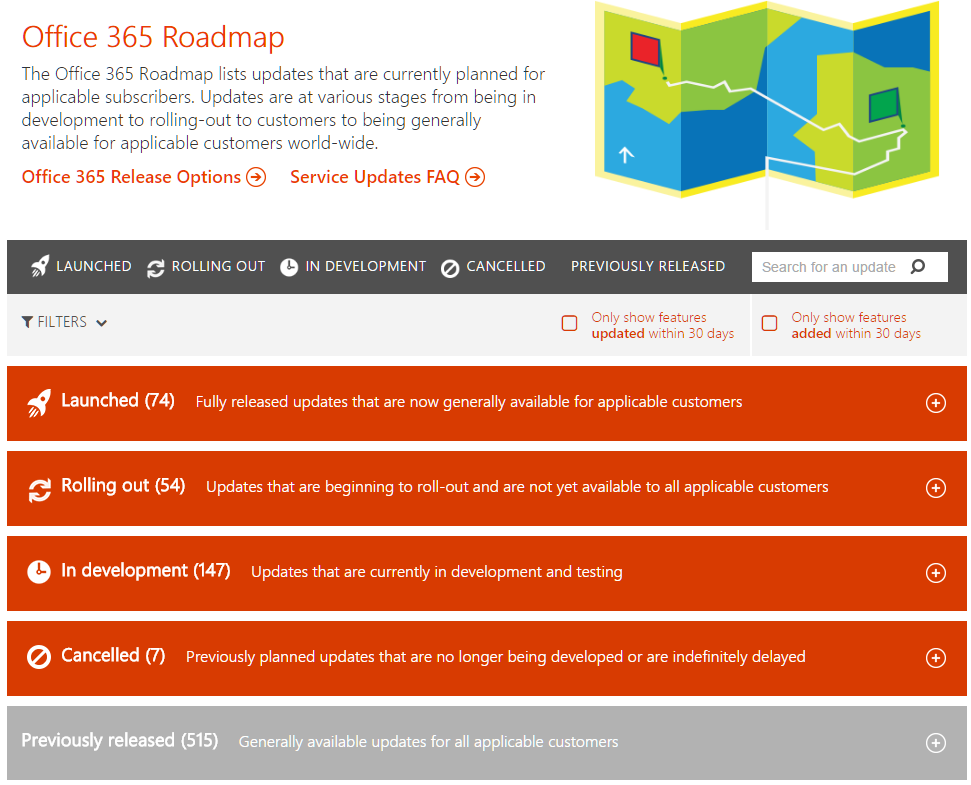 Office 365 Roadmap
The Office 365 Roadmap lists updates that are currently planned for
applicable subscribers. Updates are at various stages from being in
development to rolling-out to customers to being generally
available for applicable customers world-wide.
Office 365 Release Options Service Updates FAQ
LAUNCHED ROLLING OUT IN DEVELOPMENT CANCELLED PREVIOUSLY RELEASED Search for an update
FILTERS
Only show features
updated within 30 days
Only show features
added within 30 days
Launched (74) Fully released updates that are now generally available for applicable customers
Rolling out (54) Updates that are beginning to roll-out and are not yet available to all applicable customers
In development (147) Updates that are currently in development and testing
Cancelled (7) Previously planned updates that are no longer being developed or are indefinitely delayed
Previously released (515) Generally available updates for all applicable customers